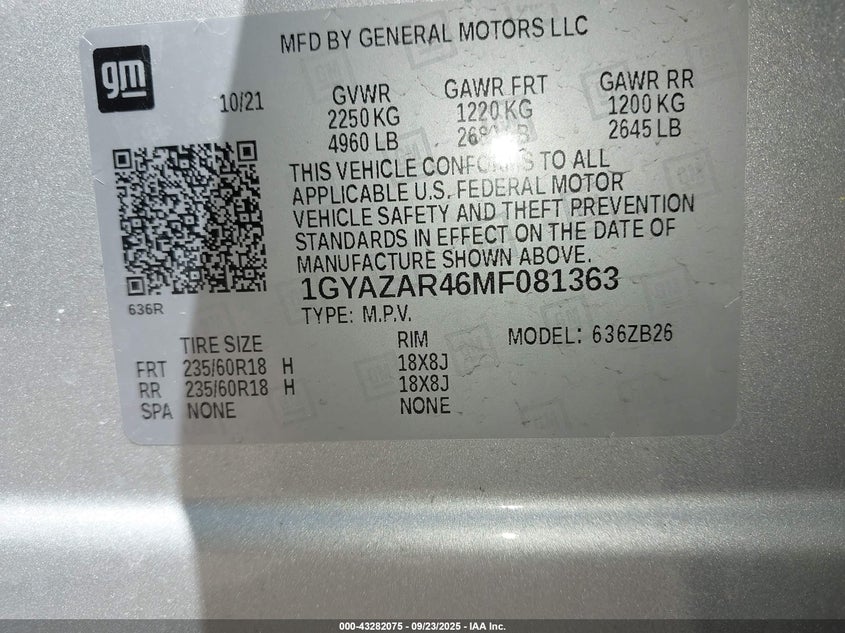 MFD BY GENERAL MOTORS LLC
gm
10/21
GVWR GAWR FRT GAWR RR
2250 KG 1220 KG 1200 KG
4960 LB LB 2645 LB
THIS VEHICLE CONFORMS TO ALL
APPLICABLE U.S. FEDERAL MOTOR
VEHICLE SAFETY AND THEFT PREVENTION
STANDARDS IN EFFECT ON THE DATE OF
MANUFACTURE SHOWN ABOVE.
1GYAZAR46MF081363
636R
TYPE: M.P.V.
TIRE SIZE RIM MODEL: 636ZB26
FRT 235/60R18 H 18X8J
RR 235/60R18 H 18X8J
SPA NONE NONE
000-43282075 - 09/23/2025 - IAA Inc.